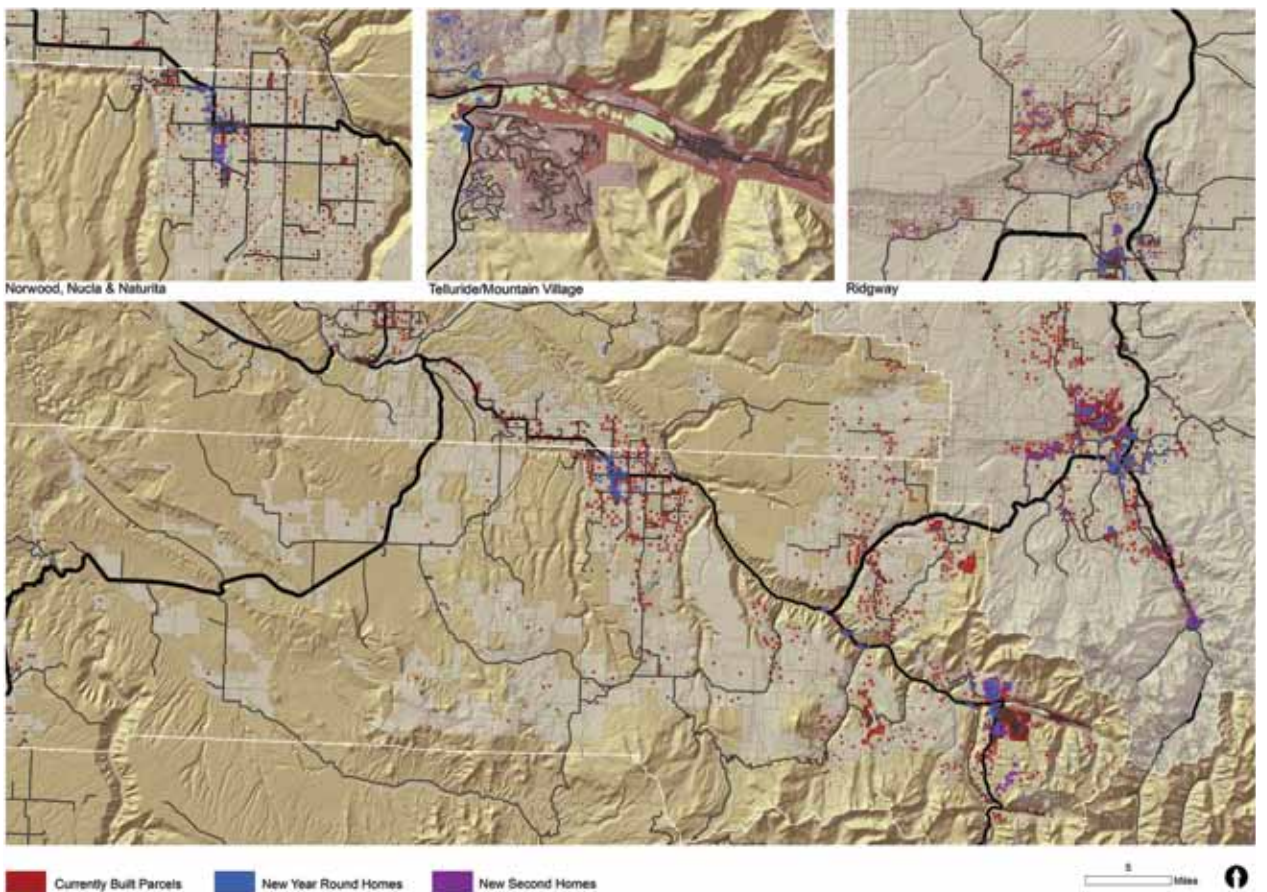 Norwood, Nucla & Naturita
Telluride/Mountain Village
Ridgway
Currently Built Parcels
New Year Round Homes
New Second Homes
5
Miles